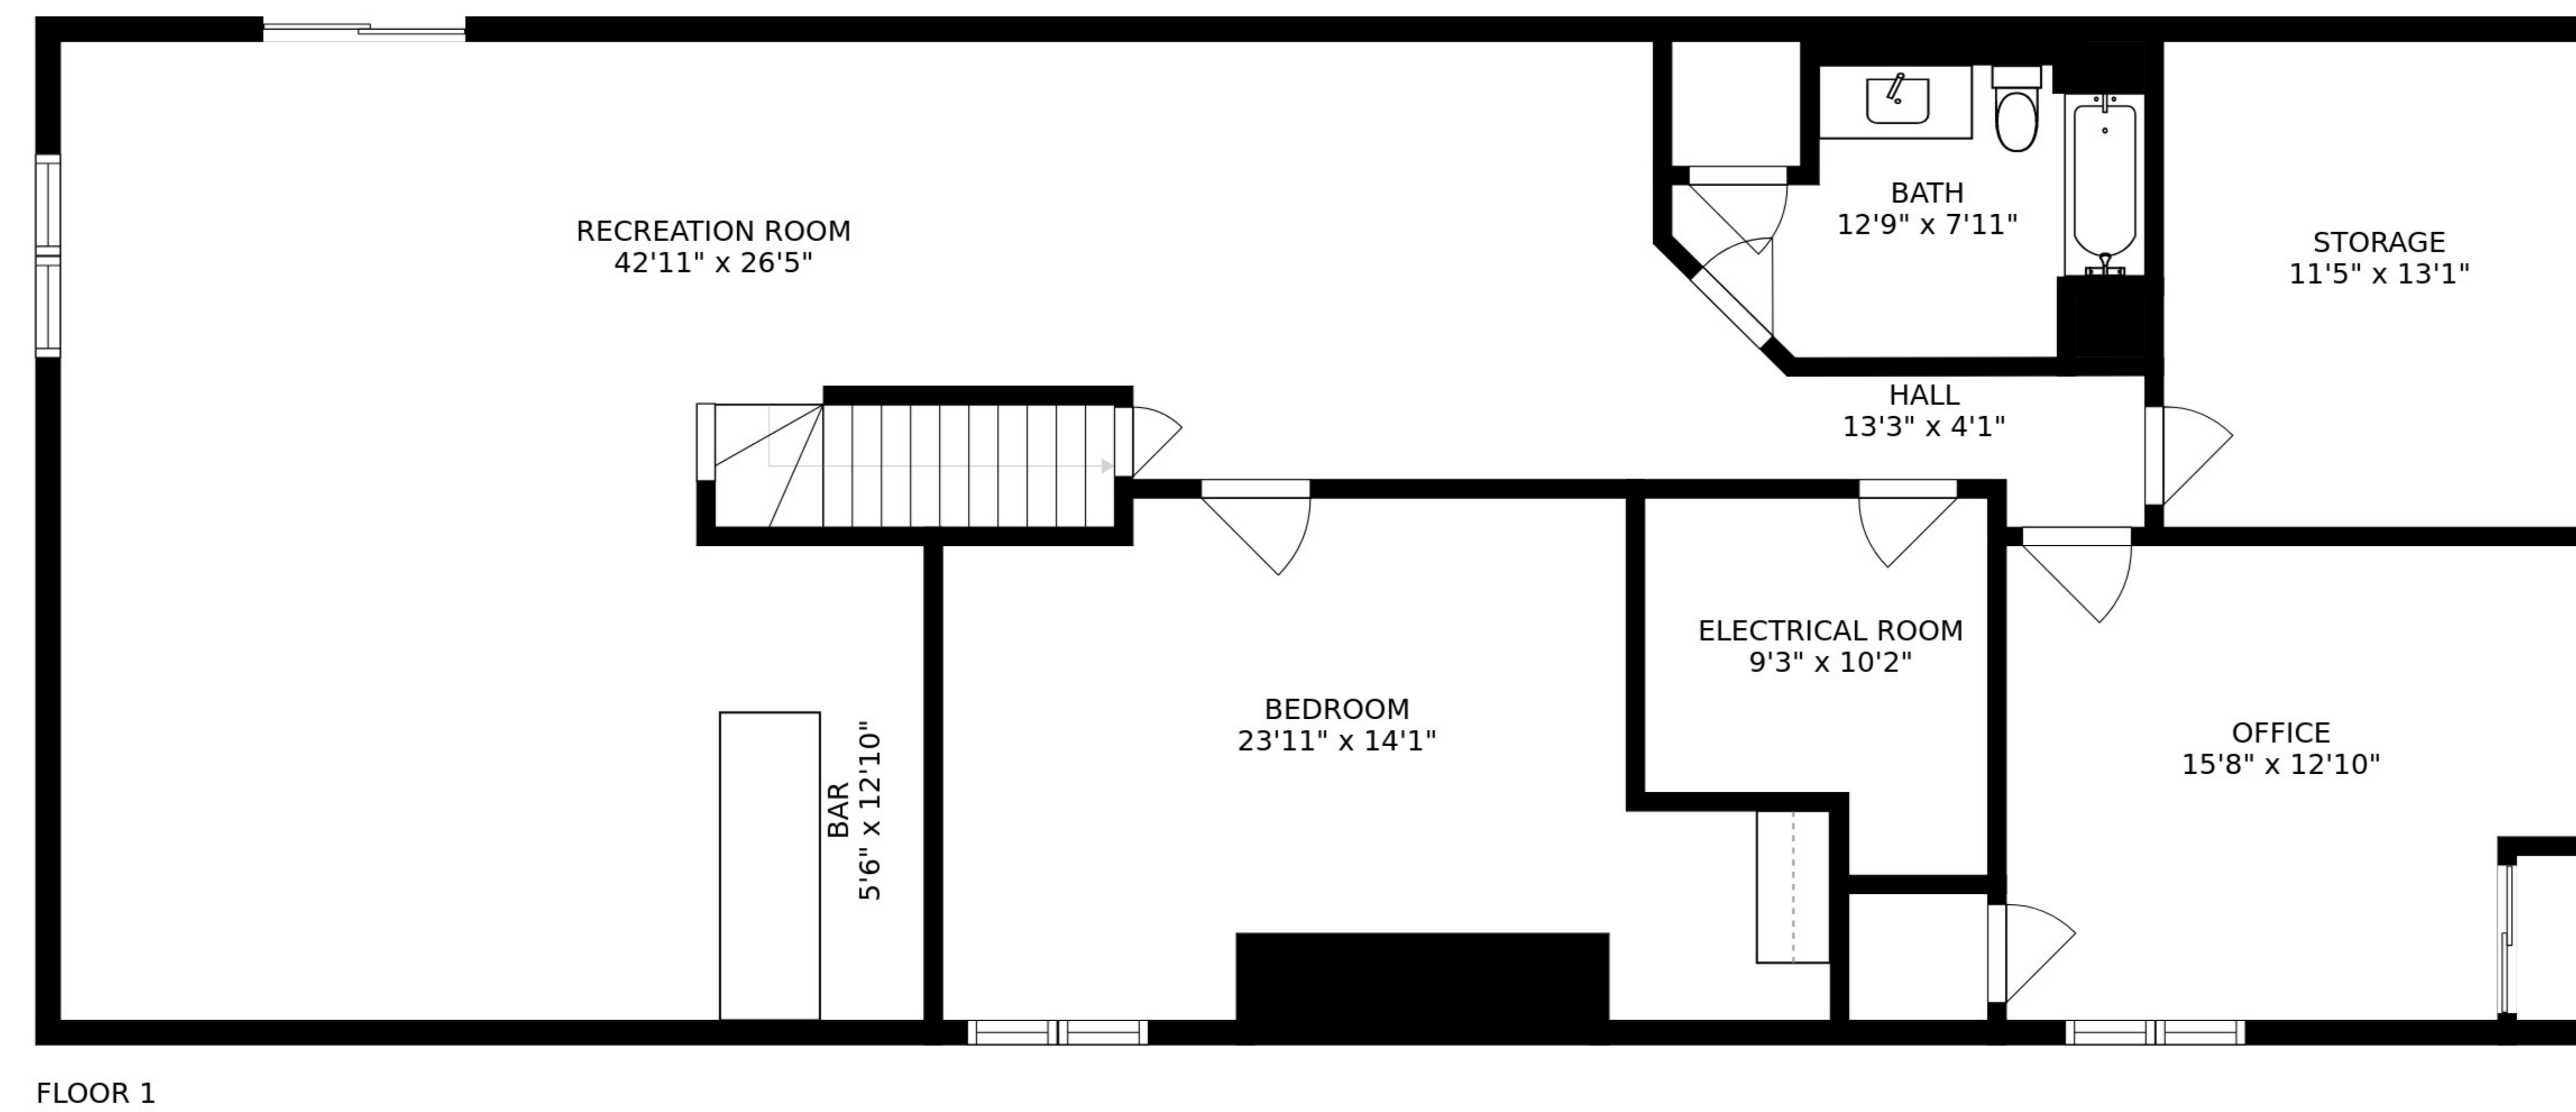 RECREATION ROOM
42'11" x 26'5"
BATH
12'9" x 7'11"
STORAGE
11'5" x 13'1"
HALL
13'3" x 4'1"
ELECTRICAL ROOM
9'3" x 10'2"
BEDROOM
23'11" x 14'1"
OFFICE
15'8" x 12'10"
BAR
5'6" x 12'10"
FLOOR 1